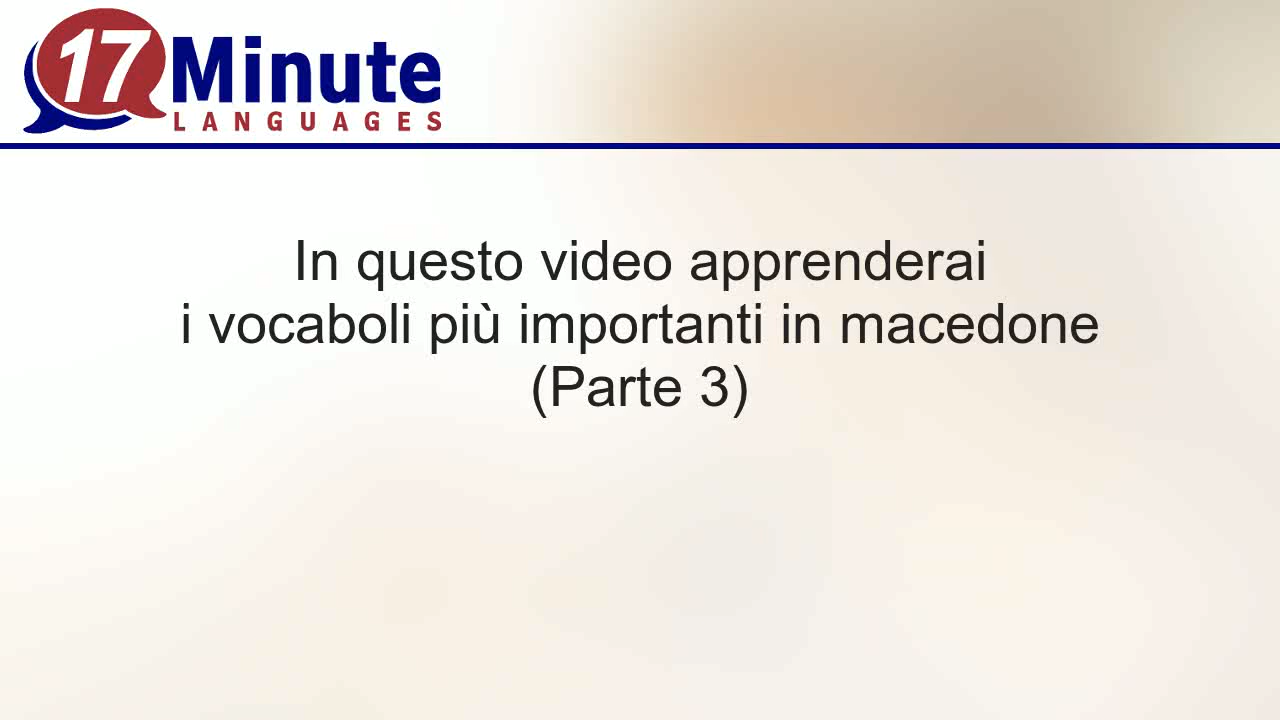 17 Minute
LANGUAGES
In questo video apprenderai
i vocaboli più importanti in macedone
(Parte 3)